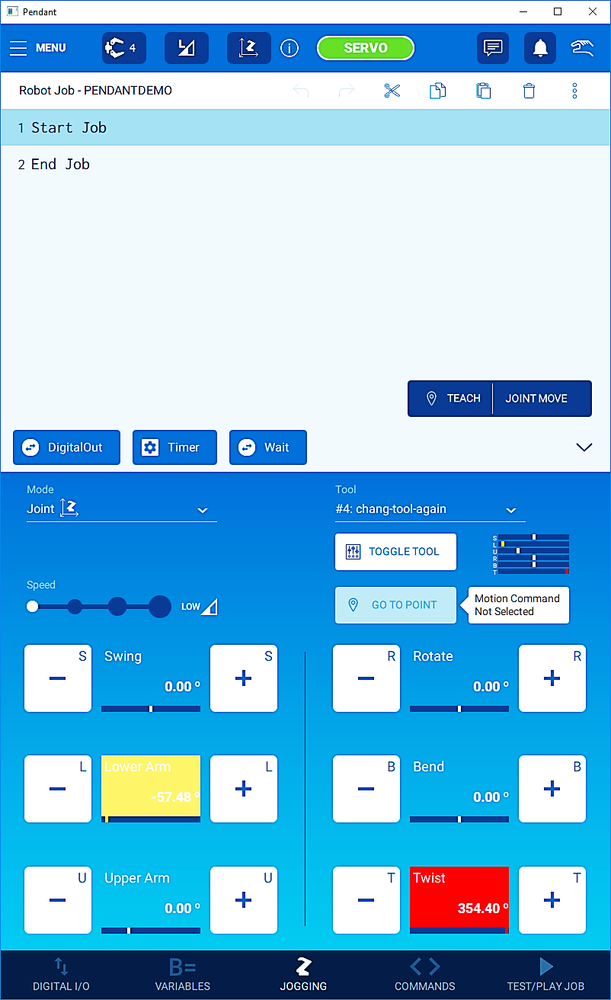 Pendant
MENU 4 SERVO
Robot Job - PENDANTDEMO
1 Start Job
2 End Job
TEACH JOINT MOVE
DigitalOut Timer Wait
Mode
Joint
Tool
#4: chang-tool-again
TOGGLE TOOL
S
L
U
R
B
T
Speed
LOW
GO TO POINT
Motion Command
Not Selected
S Swing S
0.00 º
R Rotate R
0.00 º
L Lower Arm L
-57.48 º
B Bend B
0.00 º
U Upper Arm U
0.00 º
T Twist T
354.40 º
B=
DIGITAL I/O VARIABLES JOGGING COMMANDS TEST/PLAY JOB